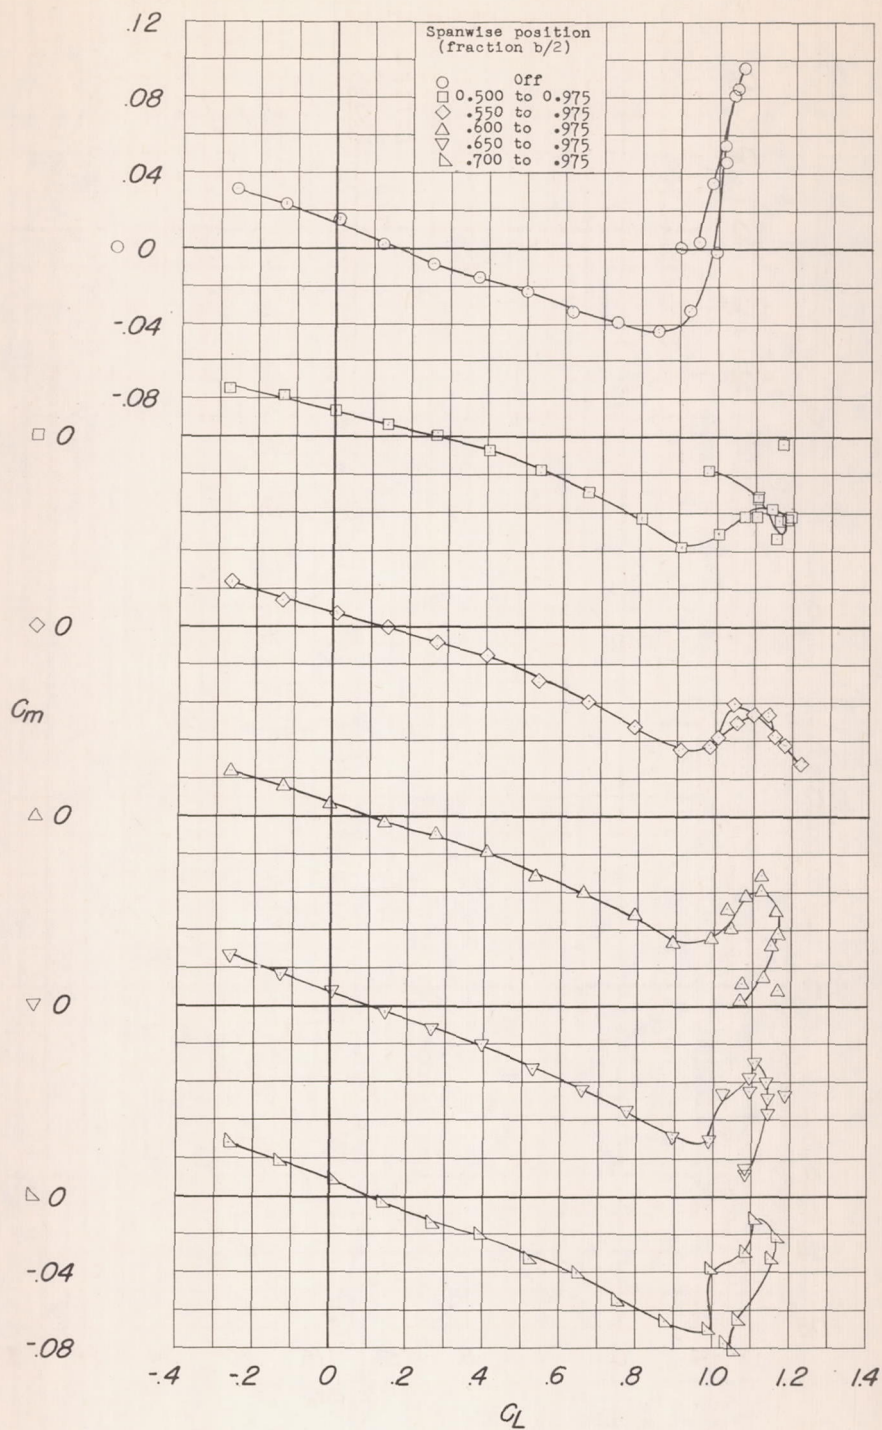 .12
Spanwise position
(fraction b/2)
○ Off
□ 0.500 to 0.975
◇ .550 to .975
△ .600 to .975
▽ .650 to .975
◺ .700 to .975
.08
.04
○ 0
-.04
-.08
□ 0
◇ 0
Cm
△ 0
▽ 0
◺ 0
-.04
-.08
-.4 -.2 0 .2 .4 .6 .8 1.0 1.2 1.4
CL